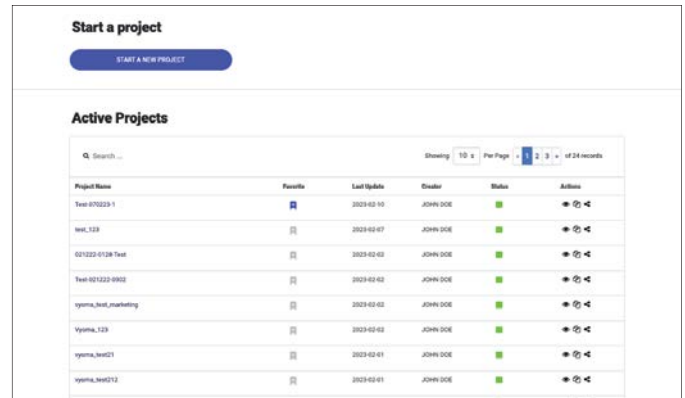 Start a project
START A NEW PROJECT
Active Projects
Search ...
Showing 10 Per Page « 1 2 3 » of 24 records
Project Name Favorite Last Update Creator Status Actions
Test-070223-1 2023-02-10 JOHN DOE
test_123 2023-02-07 JOHN DOE
021222-0128-Test 2023-02-02 JOHN DOE
Test-021222-0902 2023-02-02 JOHN DOE
vyoma_test_marketing 2023-02-02 JOHN DOE
Vyoma_123 2023-02-02 JOHN DOE
vyoma_test21 2023-02-01 JOHN DOE
vyoma_test212 2023-02-01 JOHN DOE